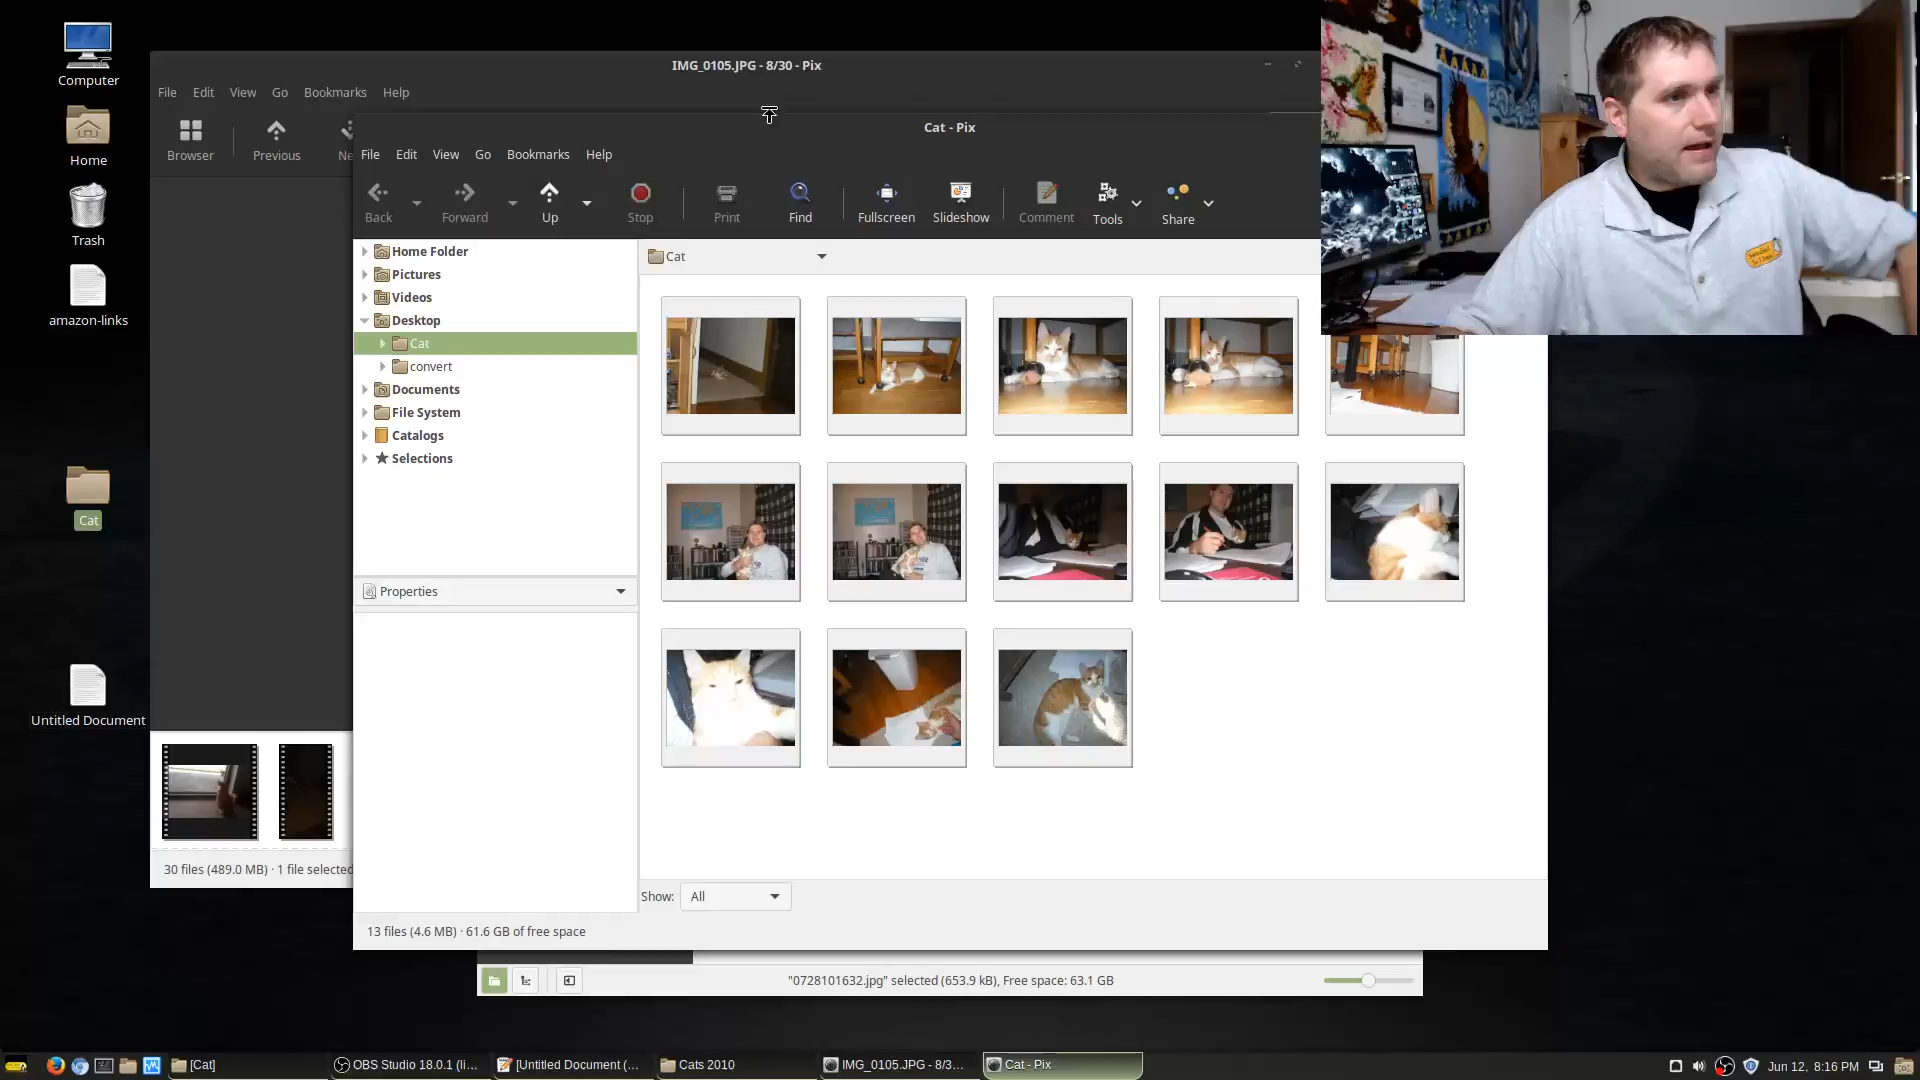 Computer
Home
Trash
amazon-links
Cat
Untitled Document
IMG_0105.JPG - 8/30 - Pix
File Edit View Go Bookmarks Help
Browser Previous
Cat - Pix
File Edit View Go Bookmarks Help
Back Forward Up Stop Print Find Fullscreen Slideshow Comment Tools Share
Home Folder
Pictures
Videos
Desktop
Cat
convert
Documents
File System
Catalogs
Selections
Cat
Properties
Show: All
13 files (4.6 MB) · 61.6 GB of free space
30 files (489.0 MB) · 1 file selected
"0728101632.jpg" selected (653.9 kB), Free space: 63.1 GB
[Cat]
OBS Studio 18.0.1 (li...
[Untitled Document (...
Cats 2010
IMG_0105.JPG - 8/3...
Cat - Pix
Jun 12, 8:16 PM